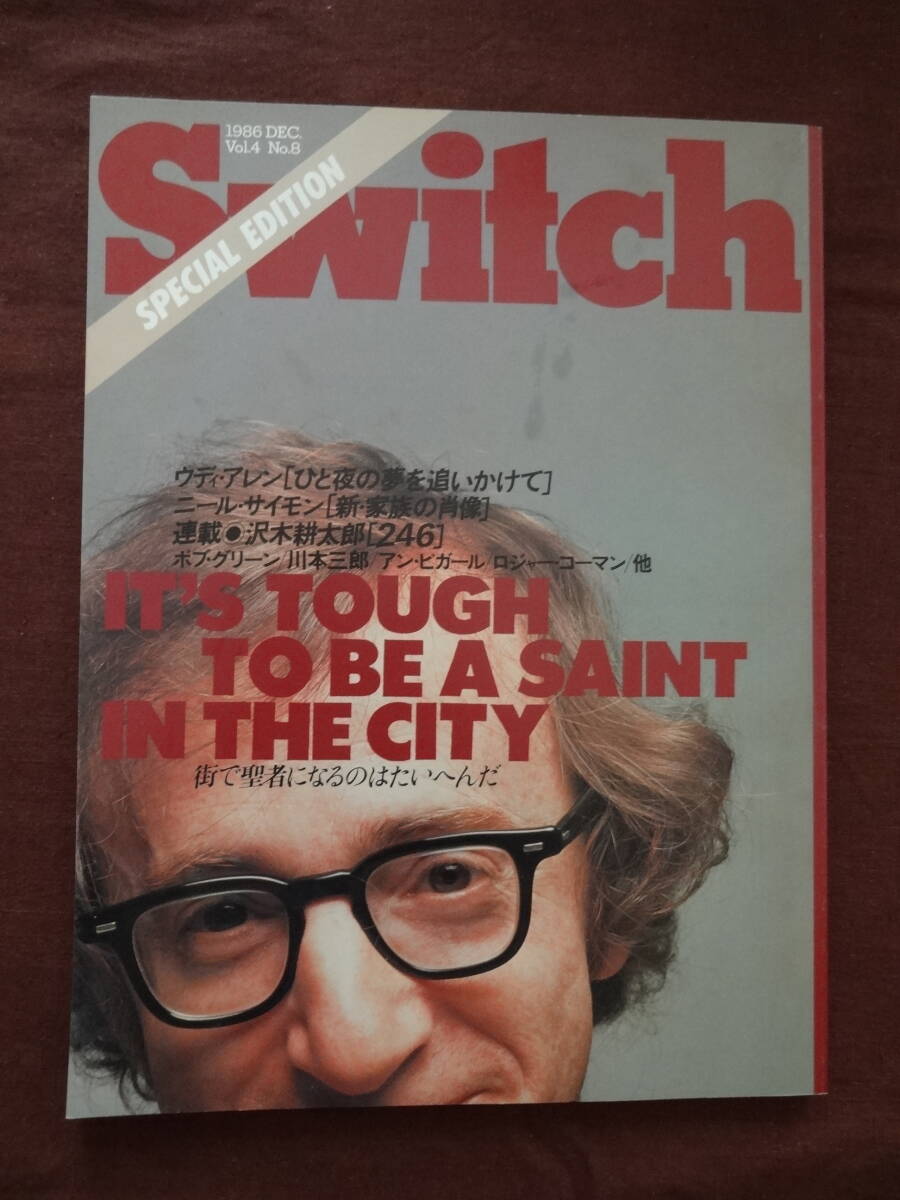 1986 DEC.
Vol.4 No.8
Switch
SPECIAL EDITION
ウディ・アレン[ひと夜の夢を追いかけて]
ニール・サイモン[新・家族の肖像]
連載●沢木耕太郎[246]
ボブ・グリーン/川本三郎/アン・ビガール/ロジャー・コーマン/他
IT'S TOUGH
TO BE A SAINT
IN THE CITY
街で聖者になるのはたいへんだ